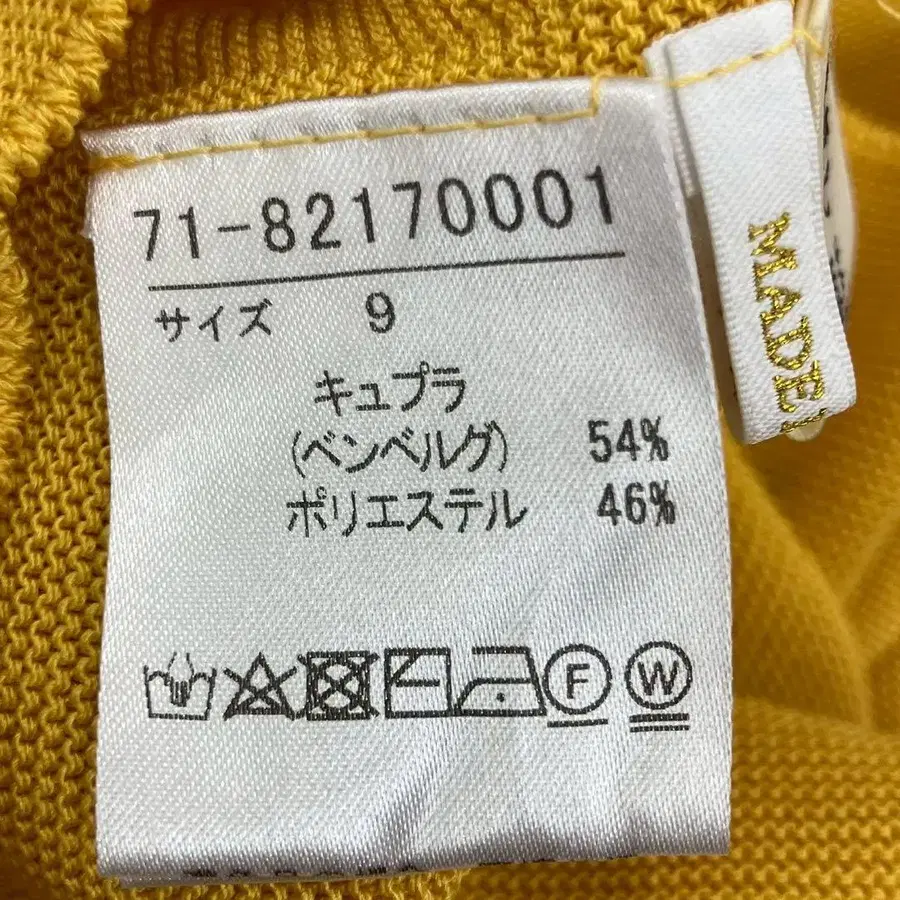 71-82170001
サイズ 9
キュプラ
(ベンベルグ) 54%
ポリエステル 46%
F W
MADE